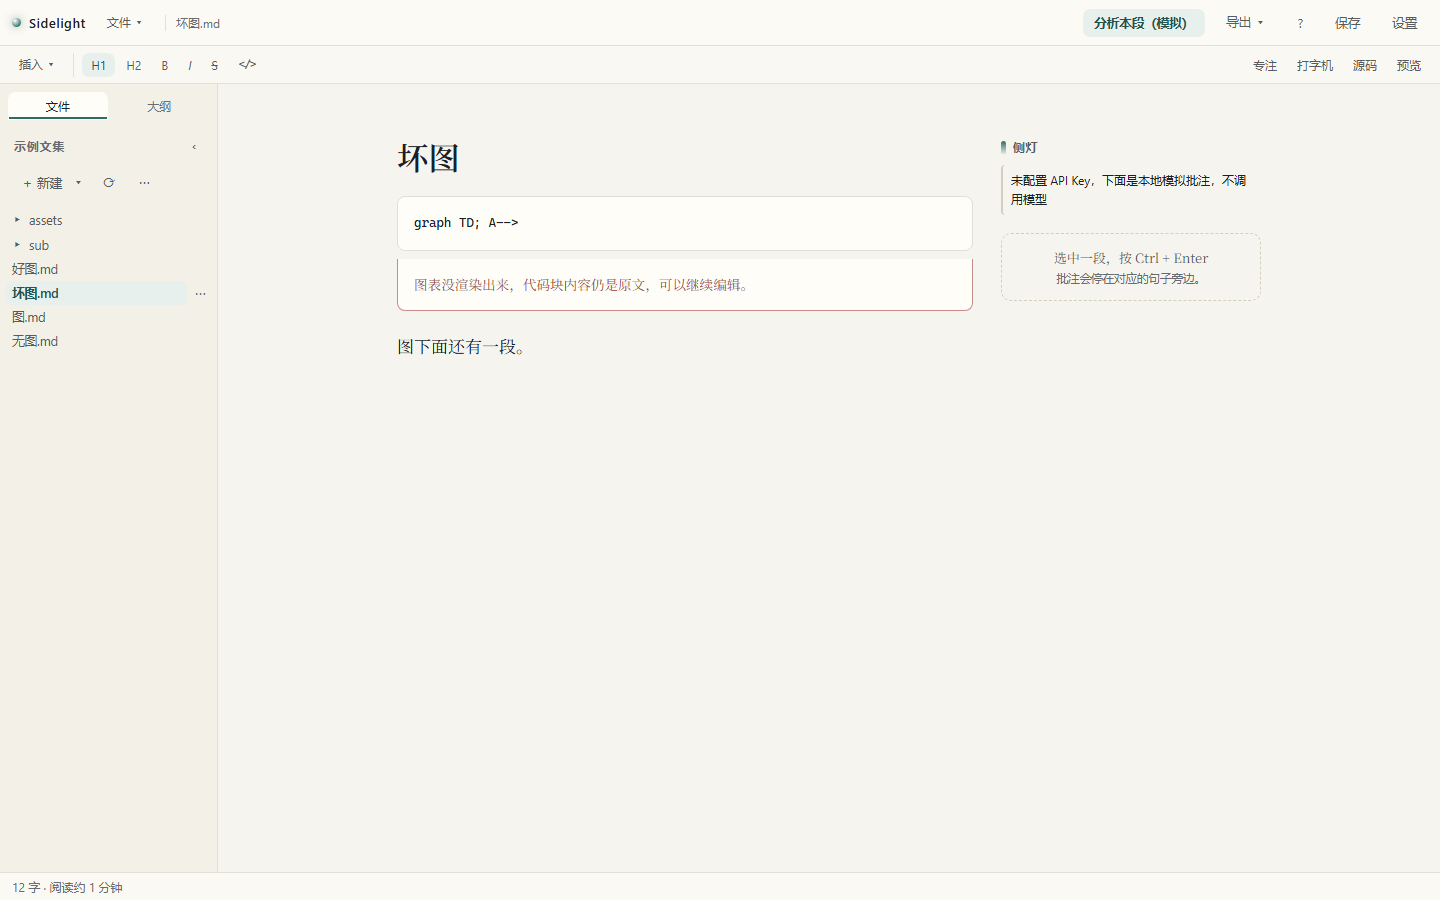 Sidelight 文件 坏图.md 分析本段（模拟） 导出 ? 保存 设置
插入 H1 H2 B I S </> 专注 打字机 源码 预览
文件 大纲
示例文集
+ 新建 ···
assets
sub
好图.md
坏图.md ···
图.md
无图.md
坏图
graph TD; A-->
图表没渲染出来，代码块内容仍是原文，可以继续编辑。
图下面还有一段。
侧灯
未配置 API Key，下面是本地模拟批注，不调
用模型
选中一段，按 Ctrl + Enter
批注会停在对应的句子旁边。
12 字 · 阅读约 1 分钟